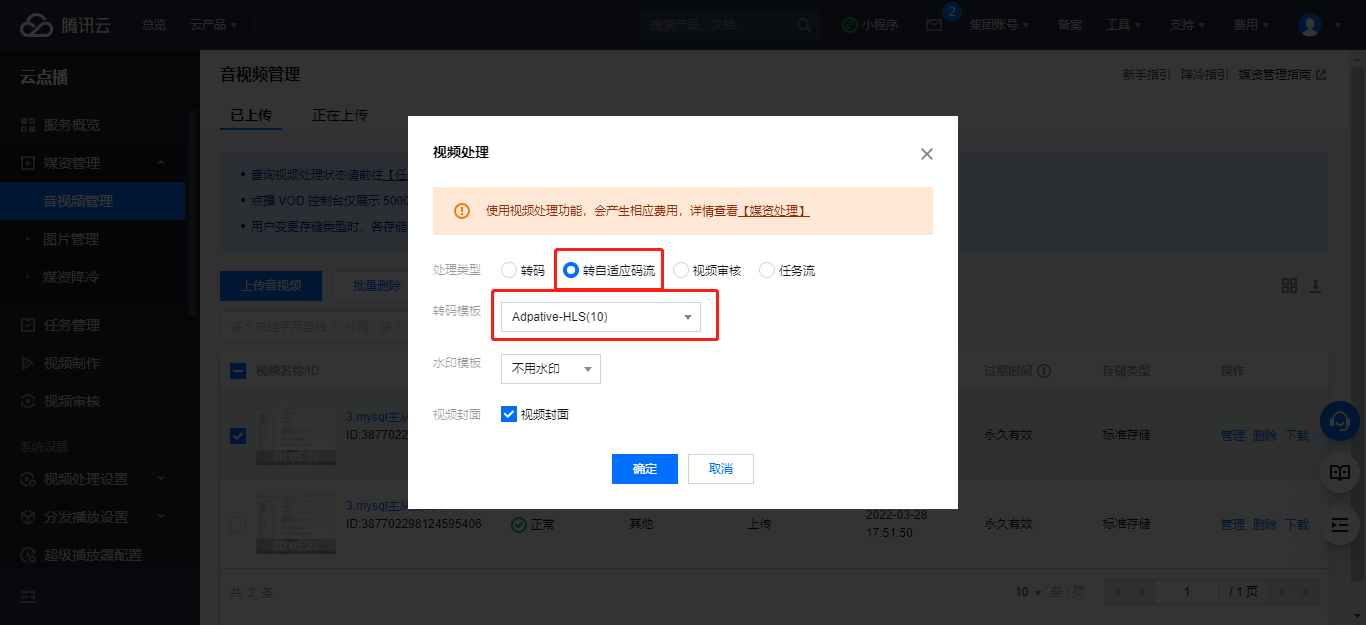 腾讯云
总览
云产品
搜索产品、文档...
小程序
2
集团账号
备案
工具
支持
费用
云点播
服务概览
媒资管理
音视频管理
图片管理
媒资降冷
任务管理
视频制作
视频审核
系统设置
视频处理设置
分发播放设置
超级播放器配置
音视频管理
新手指引
降冷指引
媒资管理指南
已上传
正在上传
• 查询视频处理状态请前往【任
• 点播 VOD 控制台仅展示 5000
• 用户变更存储类型时，各存储
上传音视频
批量删除
多个关键字用竖线 "|" 分隔，多个
视频名称/ID
过期时间
存储类型
操作
3.mysql主从
ID:3877022
00:05:27
永久有效
标准存储
管理 删除 下载
3.mysql主从
ID:387702298124595406
00:05:27
正常
其他
上传
2022-03-28
17:51:50
永久有效
标准存储
管理 删除 下载
共 2 条
10
条 / 页
1
/ 1 页
视频处理
使用视频处理功能，会产生相应费用，详情查看【媒资处理】
处理类型
转码
转自适应码流
视频审核
任务流
转码模板
Adpative-HLS(10)
水印模板
不用水印
视频封面
视频封面
确定
取消